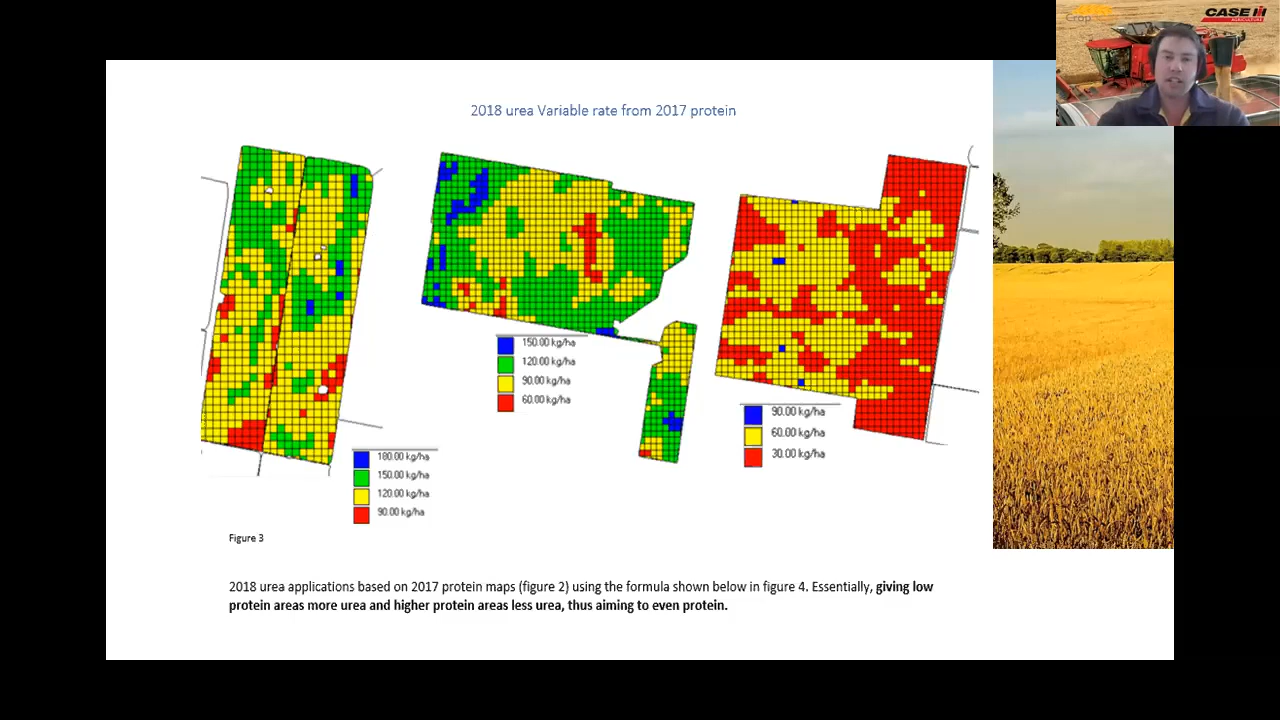 Crop
CASE IH
AGRICULTURE
2018 urea Variable rate from 2017 protein
150.00 kg/ha
120.00 kg/ha
90.00 kg/ha
60.00 kg/ha
90.00 kg/ha
60.00 kg/ha
30.00 kg/ha
180.00 kg/ha
150.00 kg/ha
120.00 kg/ha
90.00 kg/ha
Figure 3
2018 urea applications based on 2017 protein maps (figure 2) using the formula shown below in figure 4. Essentially, giving low
protein areas more urea and higher protein areas less urea, thus aiming to even protein.